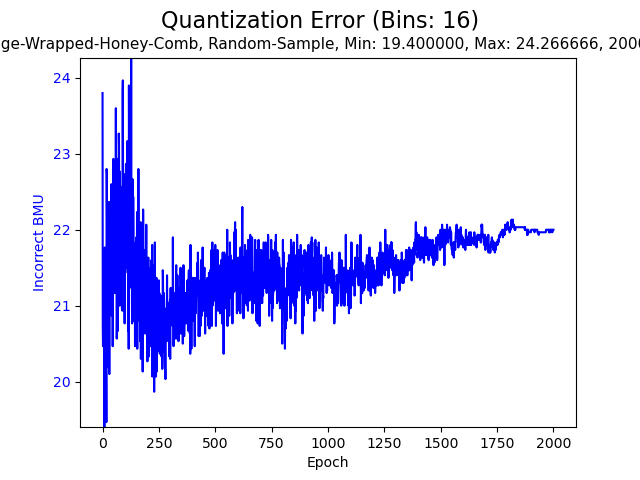 Quantization Error (Bins: 16)
ge-Wrapped-Honey-Comb, Random-Sample, Min: 19.400000, Max: 24.266666, 200
24
23
22
21
20
Incorrect BMU
0 250 500 750 1000 1250 1500 1750 2000
Epoch